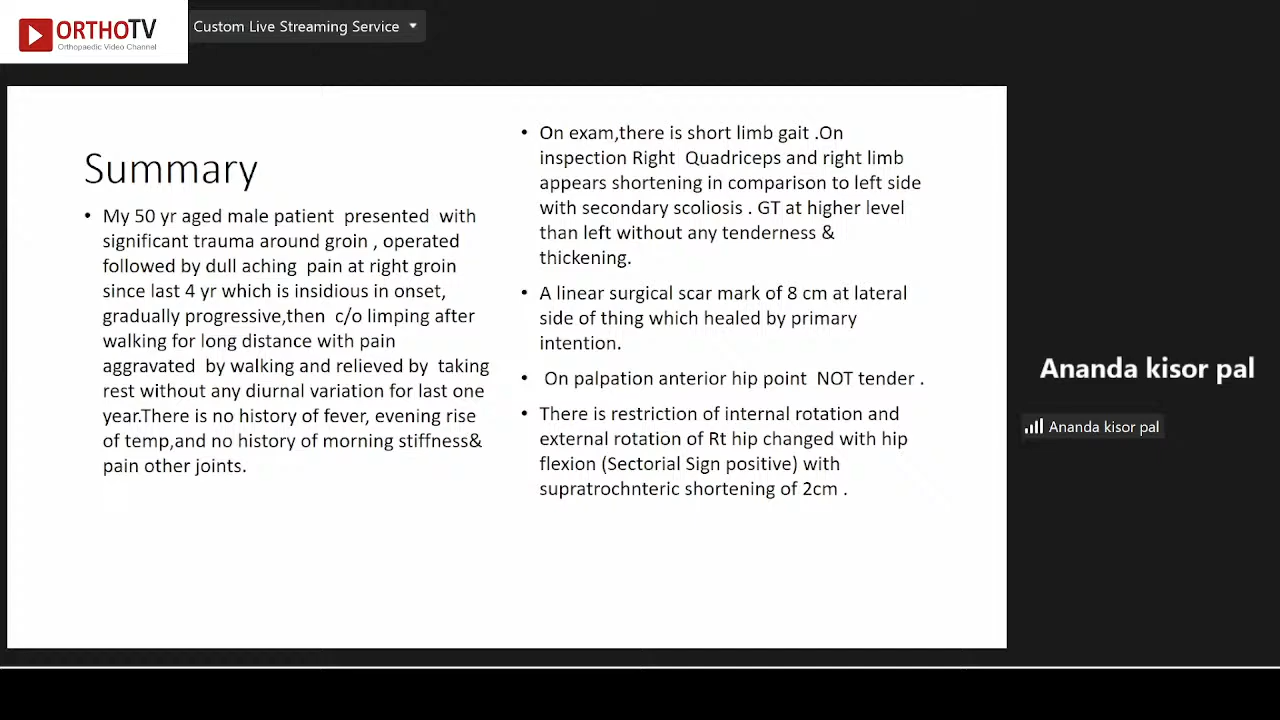 ORTHOTV
Orthopaedic Video Channel
Custom Live Streaming Service
Summary
• My 50 yr aged male patient presented with
significant trauma around groin , operated
followed by dull aching pain at right groin
since last 4 yr which is insidious in onset,
gradually progressive,then c/o limping after
walking for long distance with pain
aggravated by walking and relieved by taking
rest without any diurnal variation for last one
year.There is no history of fever, evening rise
of temp,and no history of morning stiffness&
pain other joints.
• On exam,there is short limb gait .On
inspection Right Quadriceps and right limb
appears shortening in comparison to left side
with secondary scoliosis . GT at higher level
than left without any tenderness &
thickening.
• A linear surgical scar mark of 8 cm at lateral
side of thing which healed by primary
intention.
• On palpation anterior hip point NOT tender .
• There is restriction of internal rotation and
external rotation of Rt hip changed with hip
flexion (Sectorial Sign positive) with
supratrochnteric shortening of 2cm .
Ananda kisor pal
Ananda kisor pal